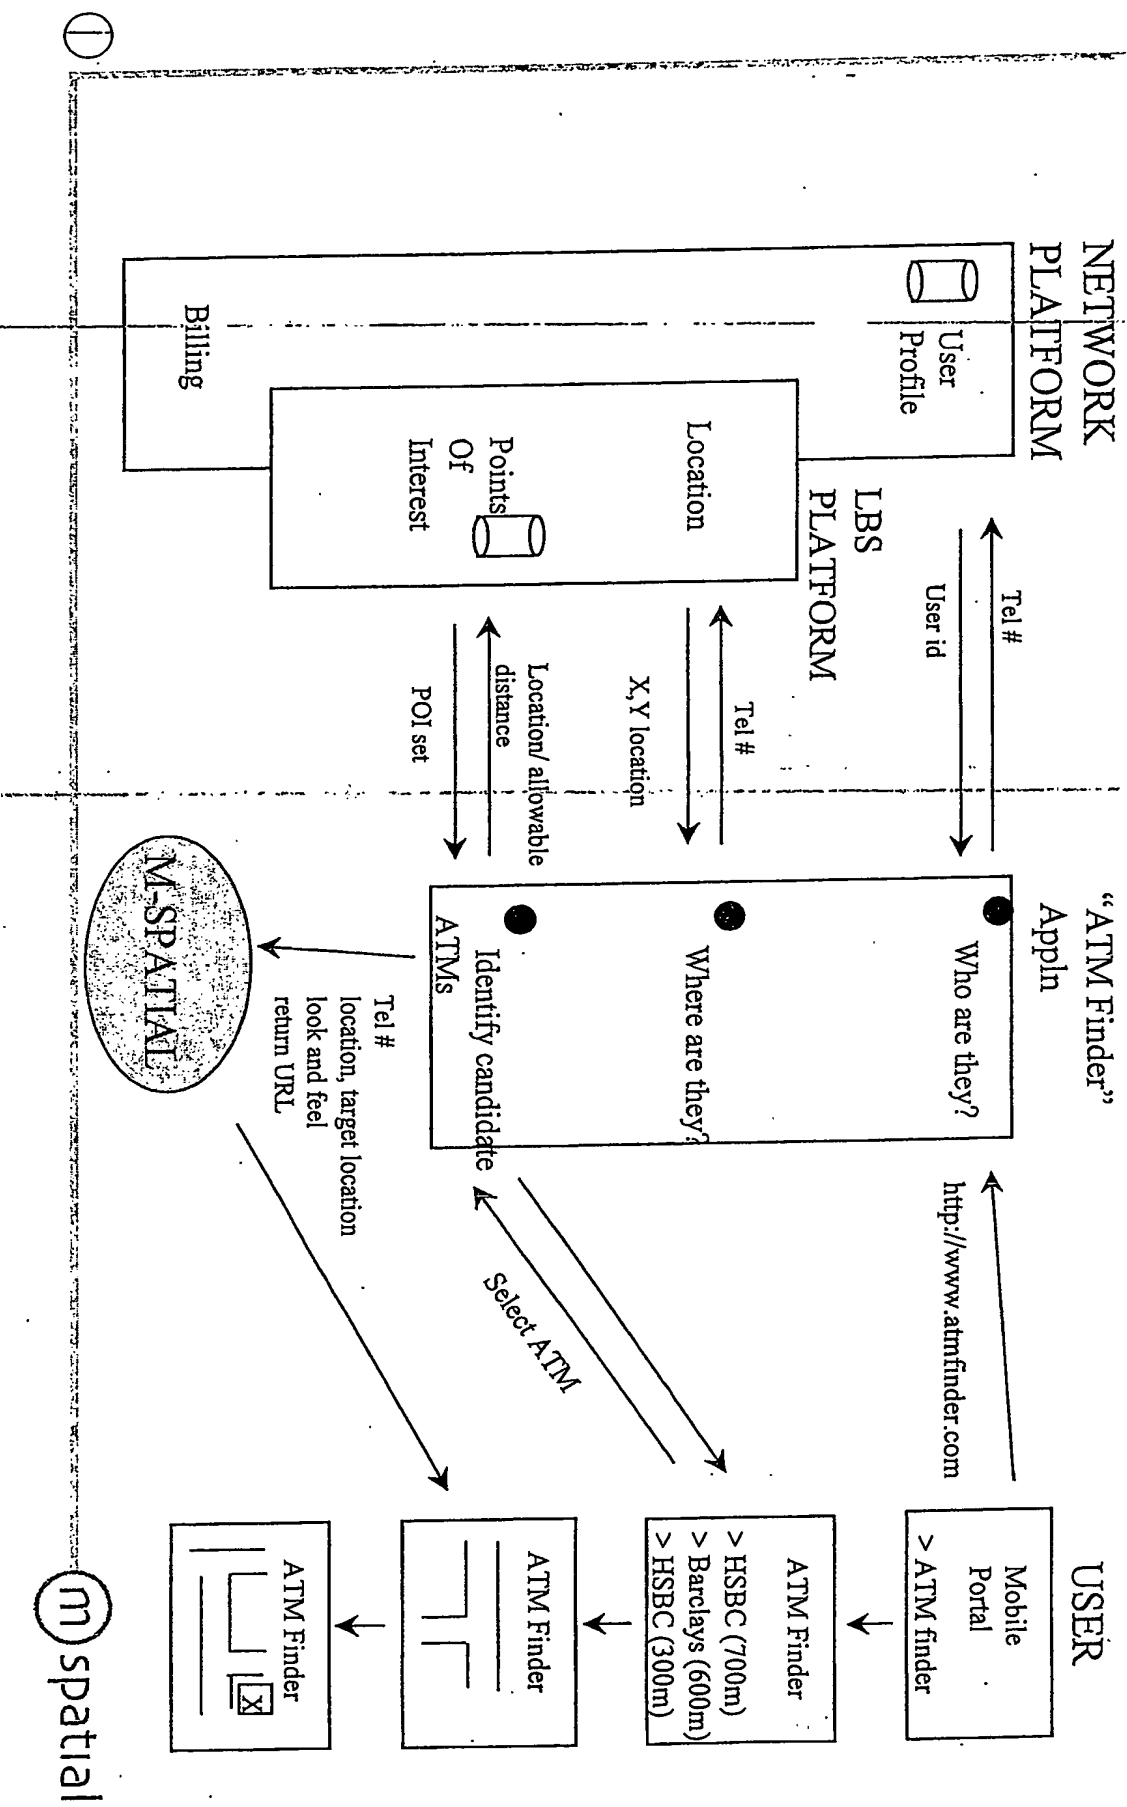 NETWORK
PLATFORM
User
Profile
Billing
LBS
PLATFORM
Location
Points
Of
Interest
Tel #
User id
Tel #
X,Y location
Location/ allowable
distance
POI set
"ATM Finder"
Appln
Who are they?
Where are they?
Identify candidate
ATMs
Tel #
location, target location
look and feel
return URL
M-SPATIAL
http://www.atmfinder.com
Select ATM
USER
Mobile
Portal
> ATM finder
ATM Finder
> HSBC (700m)
> Barclays (600m)
> HSBC (300m)
ATM Finder
ATM Finder
X
1
m spatial